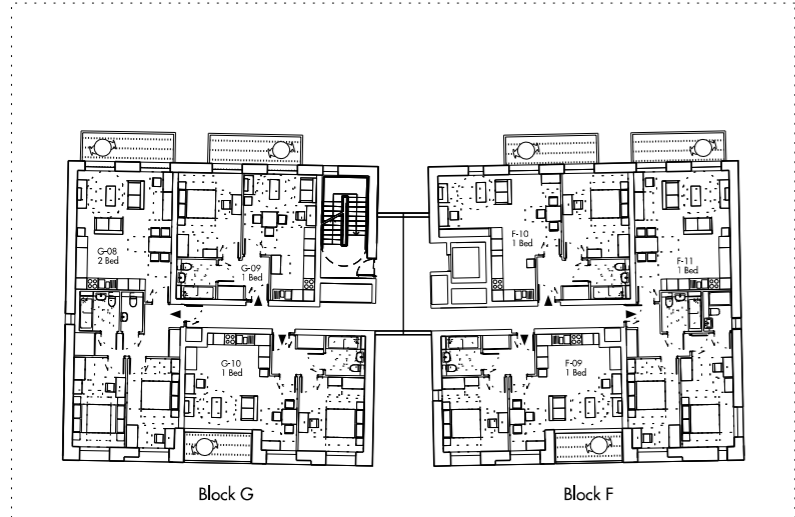 G-08
2 Bed
G-09
1 Bed
F-10
1 Bed
F-11
1 Bed
G-10
1 Bed
F-09
1 Bed
Block G
Block F